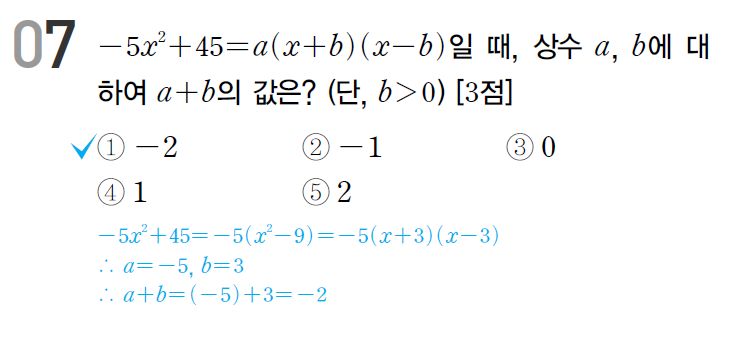 07 −5x²+45=a(x+b)(x−b)일 때, 상수 a, b에 대
하여 a+b의 값은? (단, b>0) [3점]
① −2 ② −1 ③ 0
④ 1 ⑤ 2
−5x²+45=−5(x²−9)=−5(x+3)(x−3)
∴ a=−5, b=3
∴ a+b=(−5)+3=−2